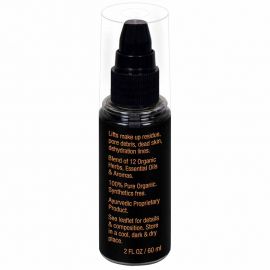 Lifts make up residue,
pore debris, dead skin,
dehydration lines.
Blend of 12 Organic
Herbs, Essential Oils
& Aromas.
100% Pure Organic.
Synthetics free.
Ayurvedic Proprietary
Product.
See leaflet for details
& composition. Store
in a cool, dark & dry
place.
2 FL OZ / 60 ml